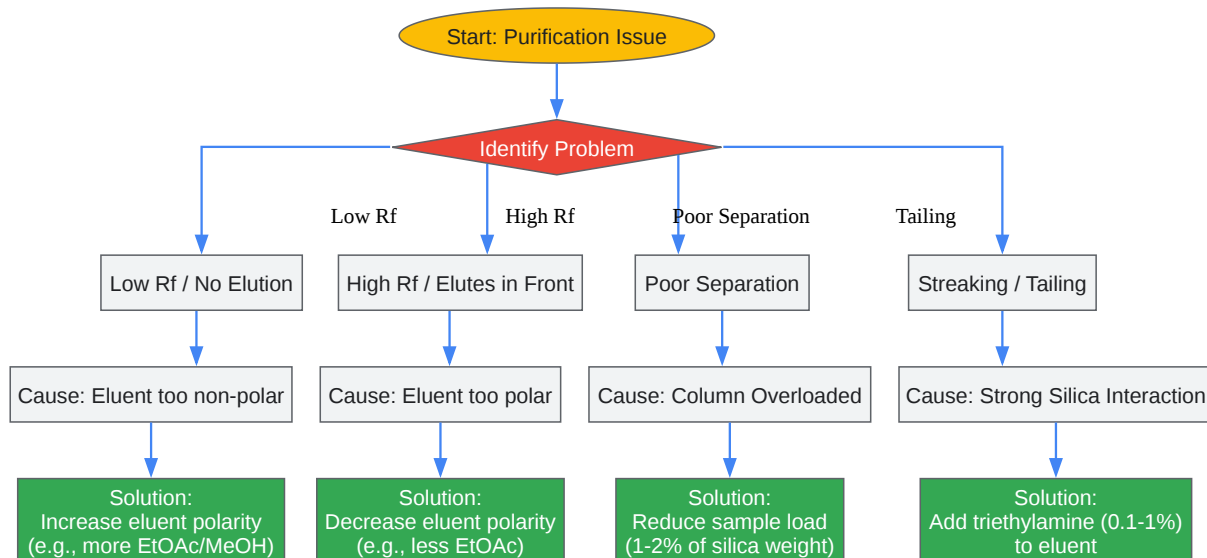 Start: Purification Issue
Identify Problem
Low Rf
High Rf
Poor Separation
Tailing
Low Rf / No Elution
High Rf / Elutes in Front
Poor Separation
Streaking / Tailing
Cause: Eluent too non-polar
Cause: Eluent too polar
Cause: Column Overloaded
Cause: Strong Silica Interaction
Solution:
Increase eluent polarity
(e.g., more EtOAc/MeOH)
Solution:
Decrease eluent polarity
(e.g., less EtOAc)
Solution:
Reduce sample load
(1-2% of silica weight)
Solution:
Add triethylamine (0.1-1%)
to eluent